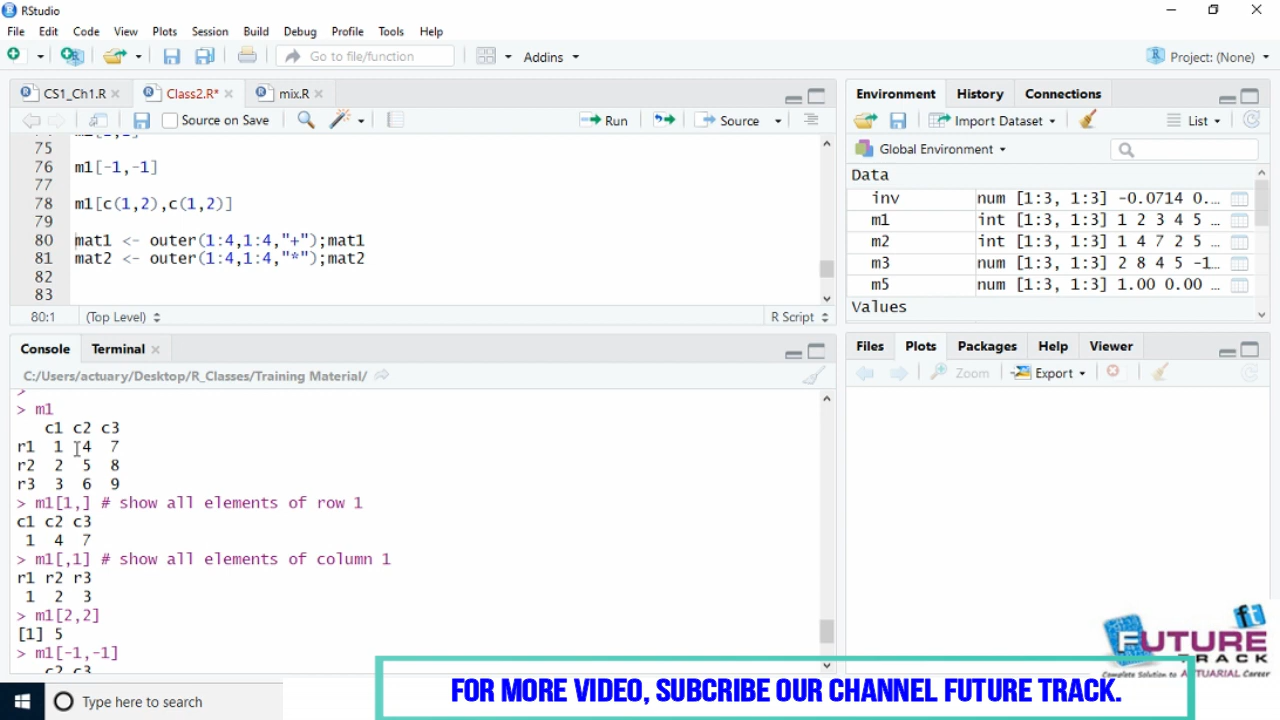 RStudio
File Edit Code View Plots Session Build Debug Profile Tools Help
Go to file/function Addins Project: (None)
CS1_Ch1.R Class2.R* mix.R
Source on Save Run Source
75
76 m1[-1,-1]
77
78 m1[c(1,2),c(1,2)]
79
80 mat1 <- outer(1:4,1:4,"+");mat1
81 mat2 <- outer(1:4,1:4,"*");mat2
82
83
80:1 (Top Level) R Script
Console Terminal
C:/Users/actuary/Desktop/R_Classes/Training Material/
>
> m1
c1 c2 c3
r1 1 4 7
r2 2 5 8
r3 3 6 9
> m1[1,] # show all elements of row 1
c1 c2 c3
1 4 7
> m1[,1] # show all elements of column 1
r1 r2 r3
1 2 3
> m1[2,2]
[1] 5
> m1[-1,-1]
c2 c3
Environment History Connections
Import Dataset List
Global Environment
Data
inv num [1:3, 1:3] -0.0714 0...
m1 int [1:3, 1:3] 1 2 3 4 5 ...
m2 int [1:3, 1:3] 1 4 7 2 5 ...
m3 num [1:3, 1:3] 2 8 4 5 -1...
m5 num [1:3, 1:3] 1.00 0.00 ...
Values
Files Plots Packages Help Viewer
Zoom Export
ft
FUTURE
TRACK
Complete Solution to ACTUARIAL Career
FOR MORE VIDEO, SUBCRIBE OUR CHANNEL FUTURE TRACK.
Type here to search